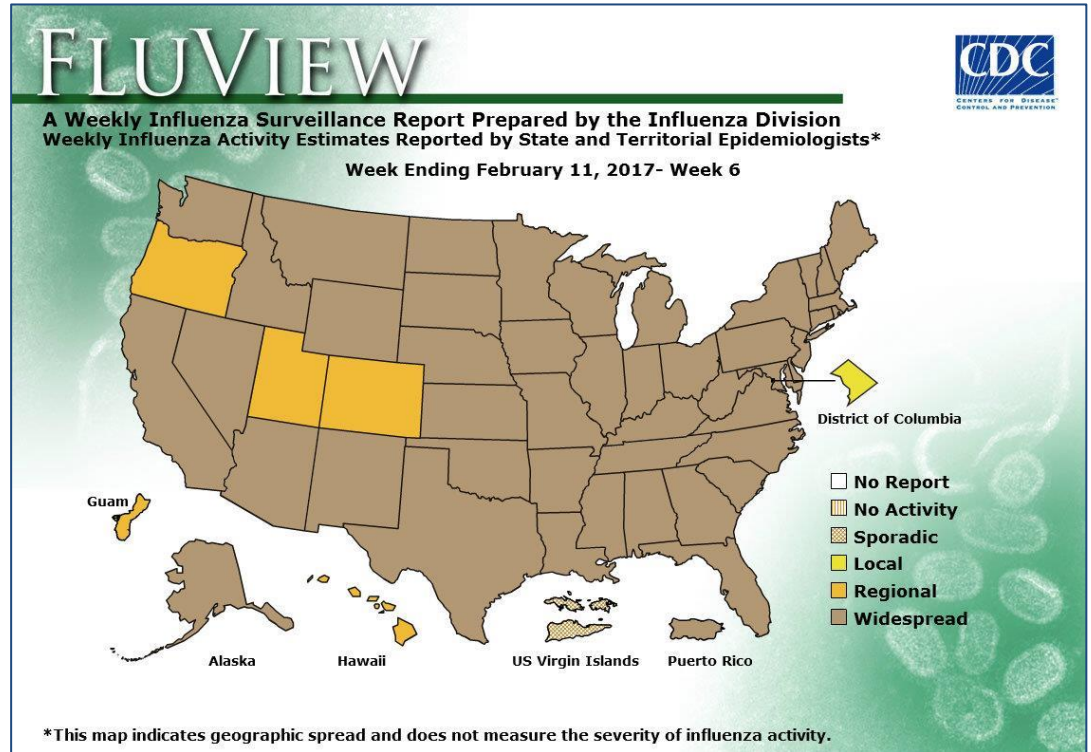 FLUVIEW
CDC
CENTERS FOR DISEASE™
CONTROL AND PREVENTION
A Weekly Influenza Surveillance Report Prepared by the Influenza Division
Weekly Influenza Activity Estimates Reported by State and Territorial Epidemiologists*
Week Ending February 11, 2017- Week 6
District of Columbia
Guam
No Report
No Activity
Sporadic
Local
Regional
Widespread
Alaska
Hawaii
US Virgin Islands
Puerto Rico
*This map indicates geographic spread and does not measure the severity of influenza activity.